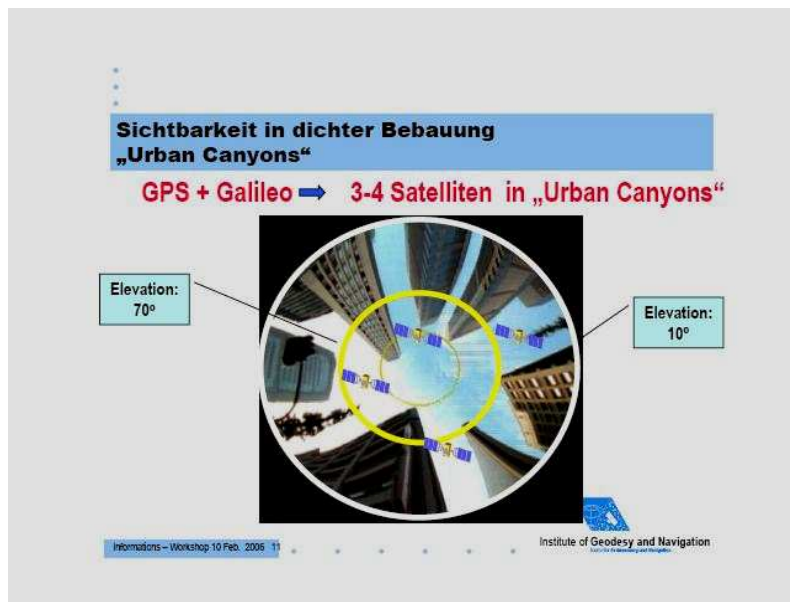 Sichtbarkeit in dichter Bebauung
„Urban Canyons“
GPS + Galileo 3-4 Satelliten in „Urban Canyons“
Elevation:
70º
Elevation:
10º
Informations – Workshop 10 Feb. 2006 11
Institute of Geodesy and Navigation